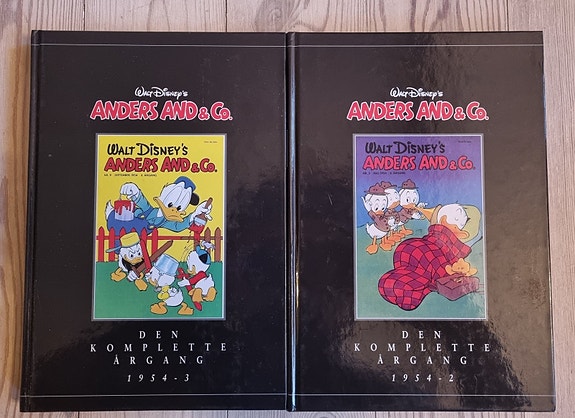 Walt Disney's
ANDERS AND & Co.
WALT DISNEY'S
ANDERS AND & Co.
DEN
KOMPLETTE
ÅRGANG
1954-3
Walt Disney's
ANDERS AND & Co.
WALT DISNEY'S
ANDERS AND & Co.
DEN
KOMPLETTE
ÅRGANG
1954-2